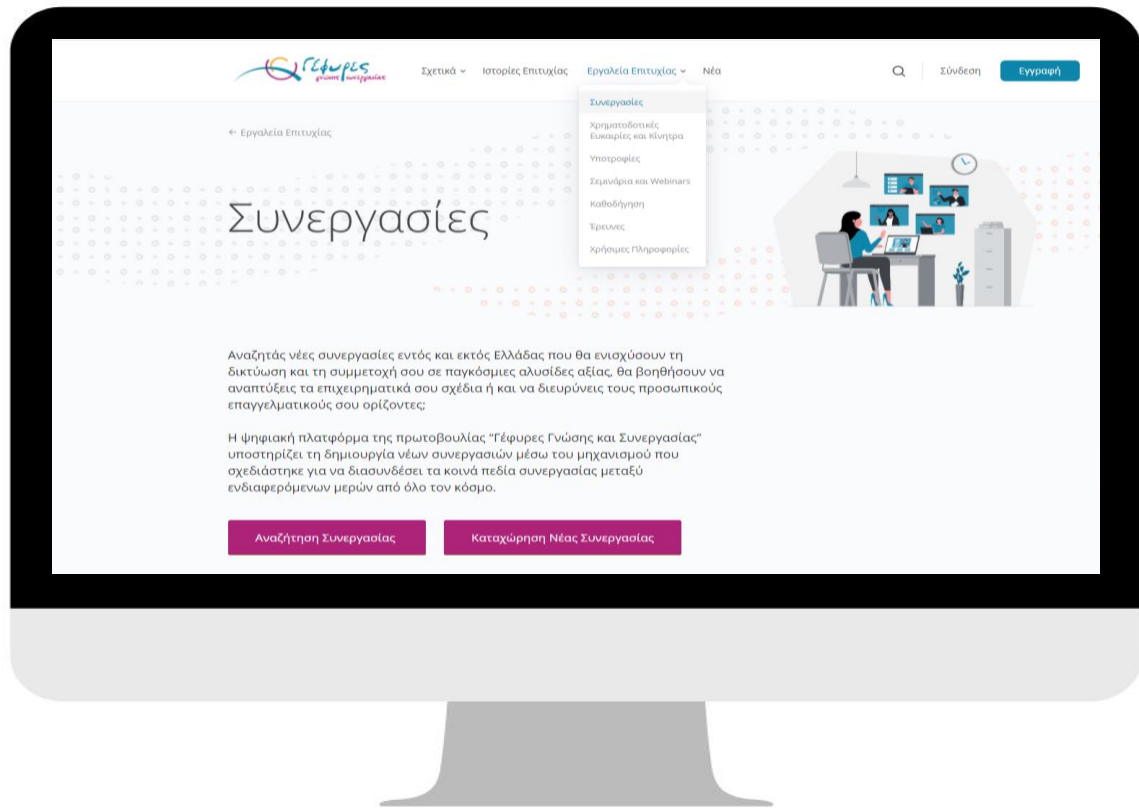 Γέφυρες
γνώσης συνεργασίας
Σχετικά
Ιστορίες Επιτυχίας
Εργαλεία Επιτυχίας
Νέα
Σύνδεση
Εγγραφή
Συνεργασίες
Χρηματοδοτικές
Ευκαιρίες και Κίνητρα
Υποτροφίες
Σεμινάρια και Webinars
Καθοδήγηση
Έρευνες
Χρήσιμες Πληροφορίες
← Εργαλεία Επιτυχίας
Συνεργασίες
Αναζητάς νέες συνεργασίες εντός και εκτός Ελλάδας που θα ενισχύσουν τη
δικτύωση και τη συμμετοχή σου σε παγκόσμιες αλυσίδες αξίας, θα βοηθήσουν να
αναπτύξεις τα επιχειρηματικά σου σχέδια ή και να διευρύνεις τους προσωπικούς
επαγγελματικούς σου ορίζοντες;
Η ψηφιακή πλατφόρμα της πρωτοβουλίας “Γέφυρες Γνώσης και Συνεργασίας”
υποστηρίζει τη δημιουργία νέων συνεργασιών μέσω του μηχανισμού που
σχεδιάστηκε για να διασυνδέσει τα κοινά πεδία συνεργασίας μεταξύ
ενδιαφερόμενων μερών από όλο τον κόσμο.
Αναζήτηση Συνεργασίας
Καταχώρηση Νέας Συνεργασίας